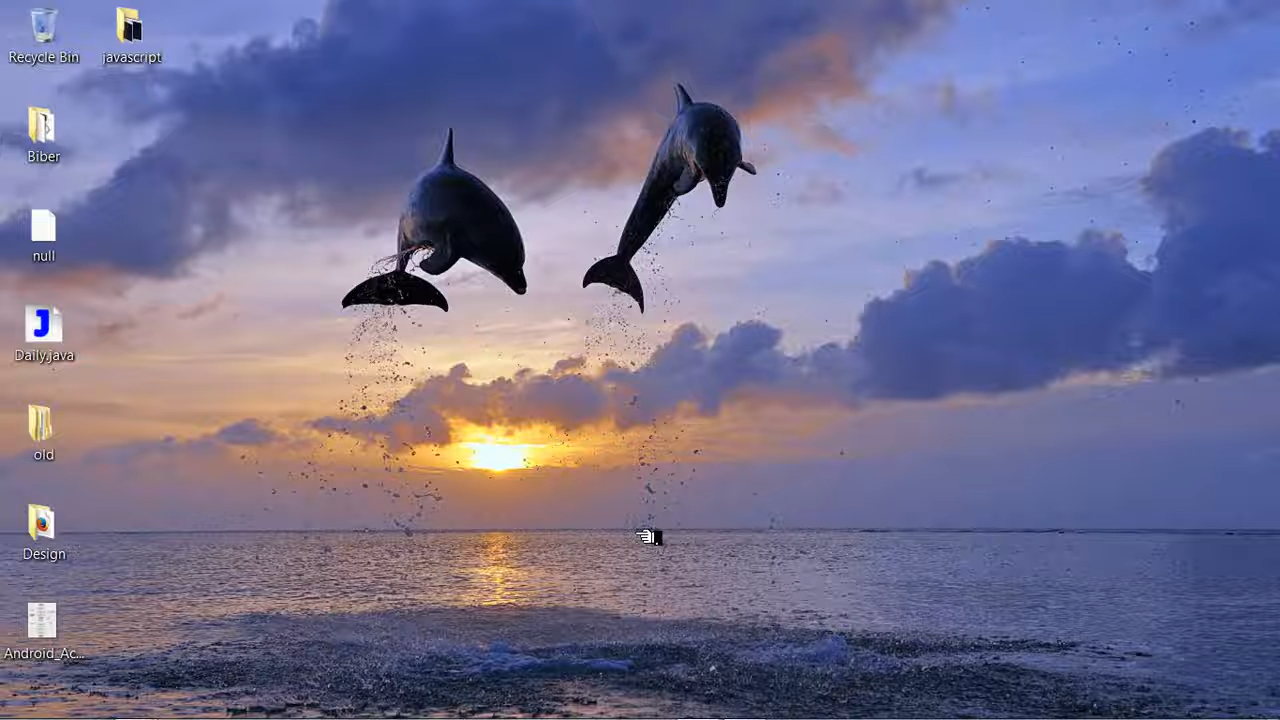 Recycle Bin
javascript
Biber
null
J
Daily.java
old
Design
Android_Ac...